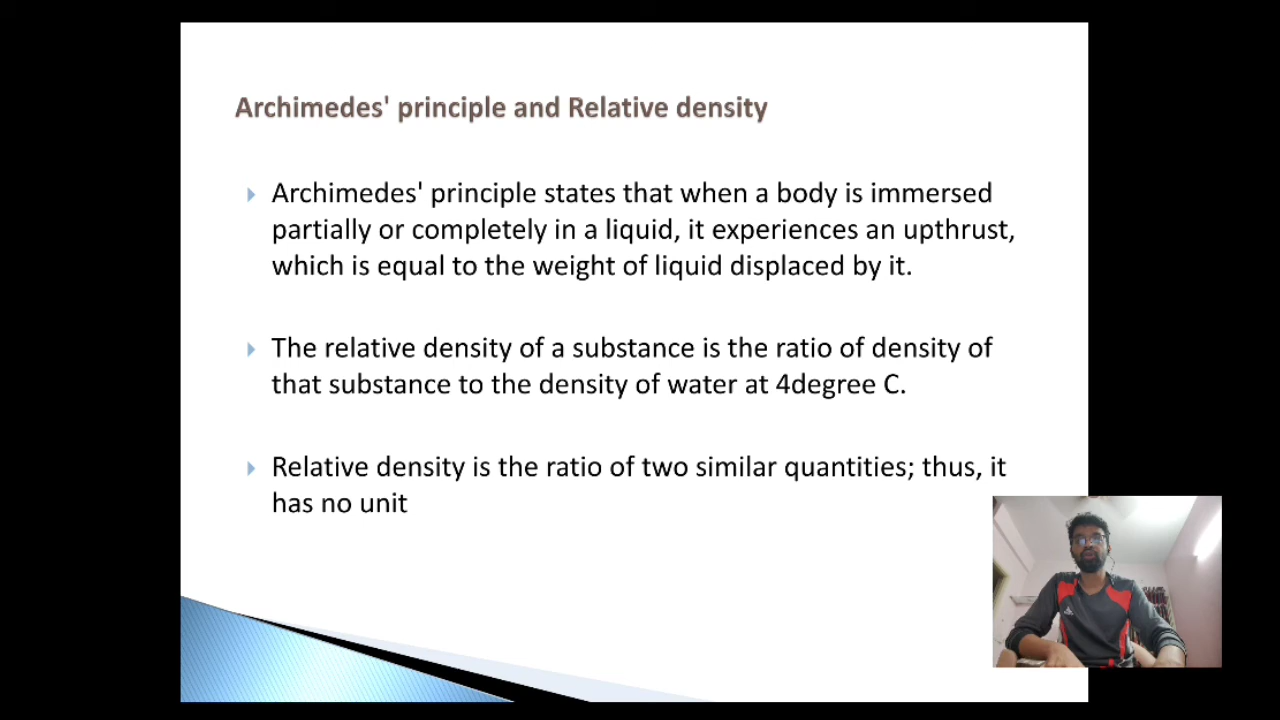 Archimedes' principle and Relative density
Archimedes' principle states that when a body is immersed
partially or completely in a liquid, it experiences an upthrust,
which is equal to the weight of liquid displaced by it.
The relative density of a substance is the ratio of density of
that substance to the density of water at 4degree C.
Relative density is the ratio of two similar quantities; thus, it
has no unit